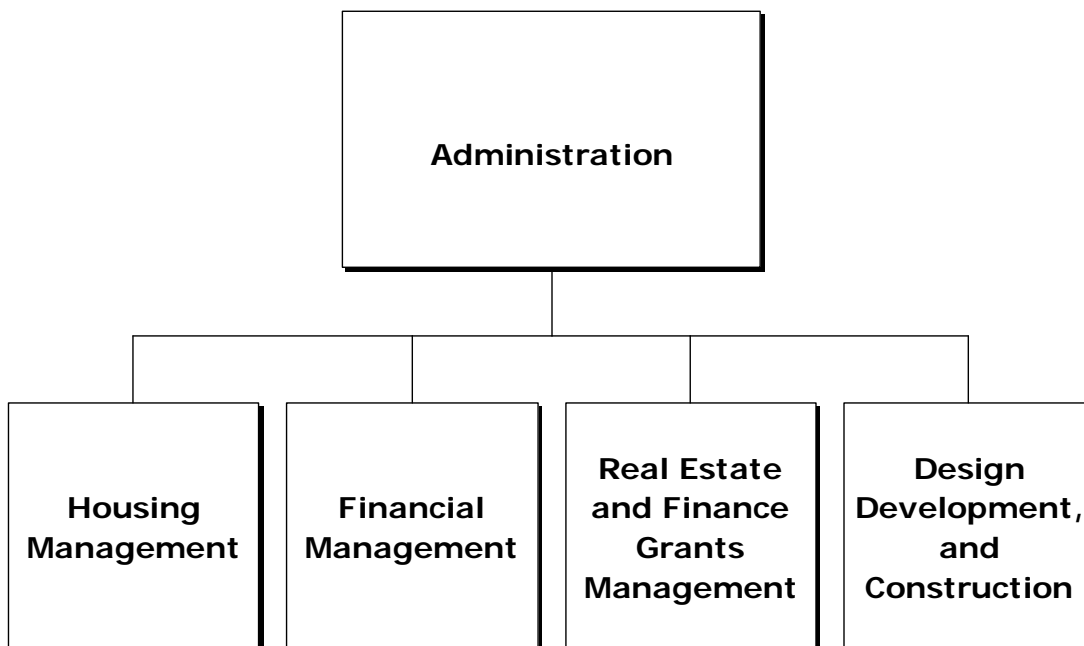 Administration
Housing
Management
Financial
Management
Real Estate
and Finance
Grants
Management
Design
Development,
and
Construction